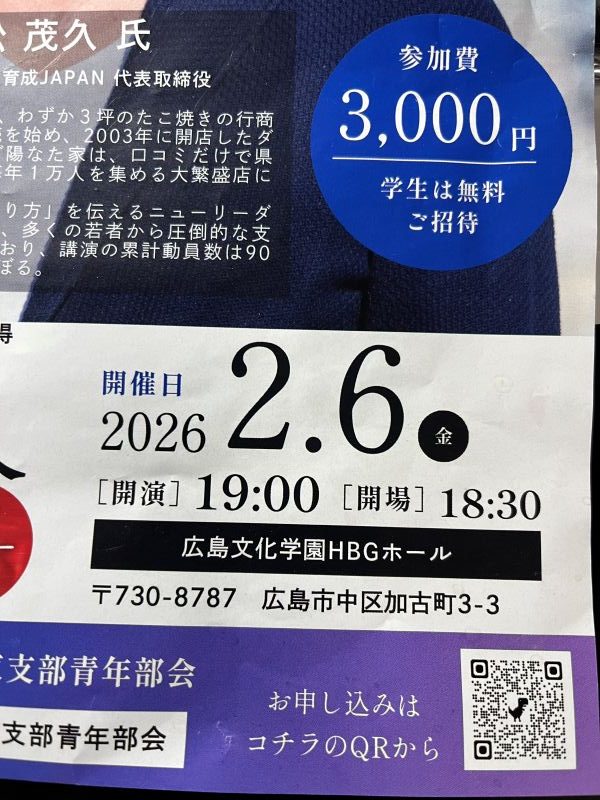 茂久 氏
育成JAPAN 代表取締役
、わずか3坪のたこ焼きの行商
を始め、2003年に開店したダ
陽なた家は、口コミだけで県
年1万人を集める大繁盛店に
り方」を伝えるニューリーダ
、多くの若者から圧倒的な支
おり、講演の累計動員数は90
ぼる。
参加費
3,000円
学生は無料
ご招待
得
開催日
2026 2.6 金
[開演] 19:00 [開場] 18:30
広島文化学園HBGホール
〒730-8787 広島市中区加古町3-3
支部青年部会
支部青年部会
お申し込みは
コチラのQRから